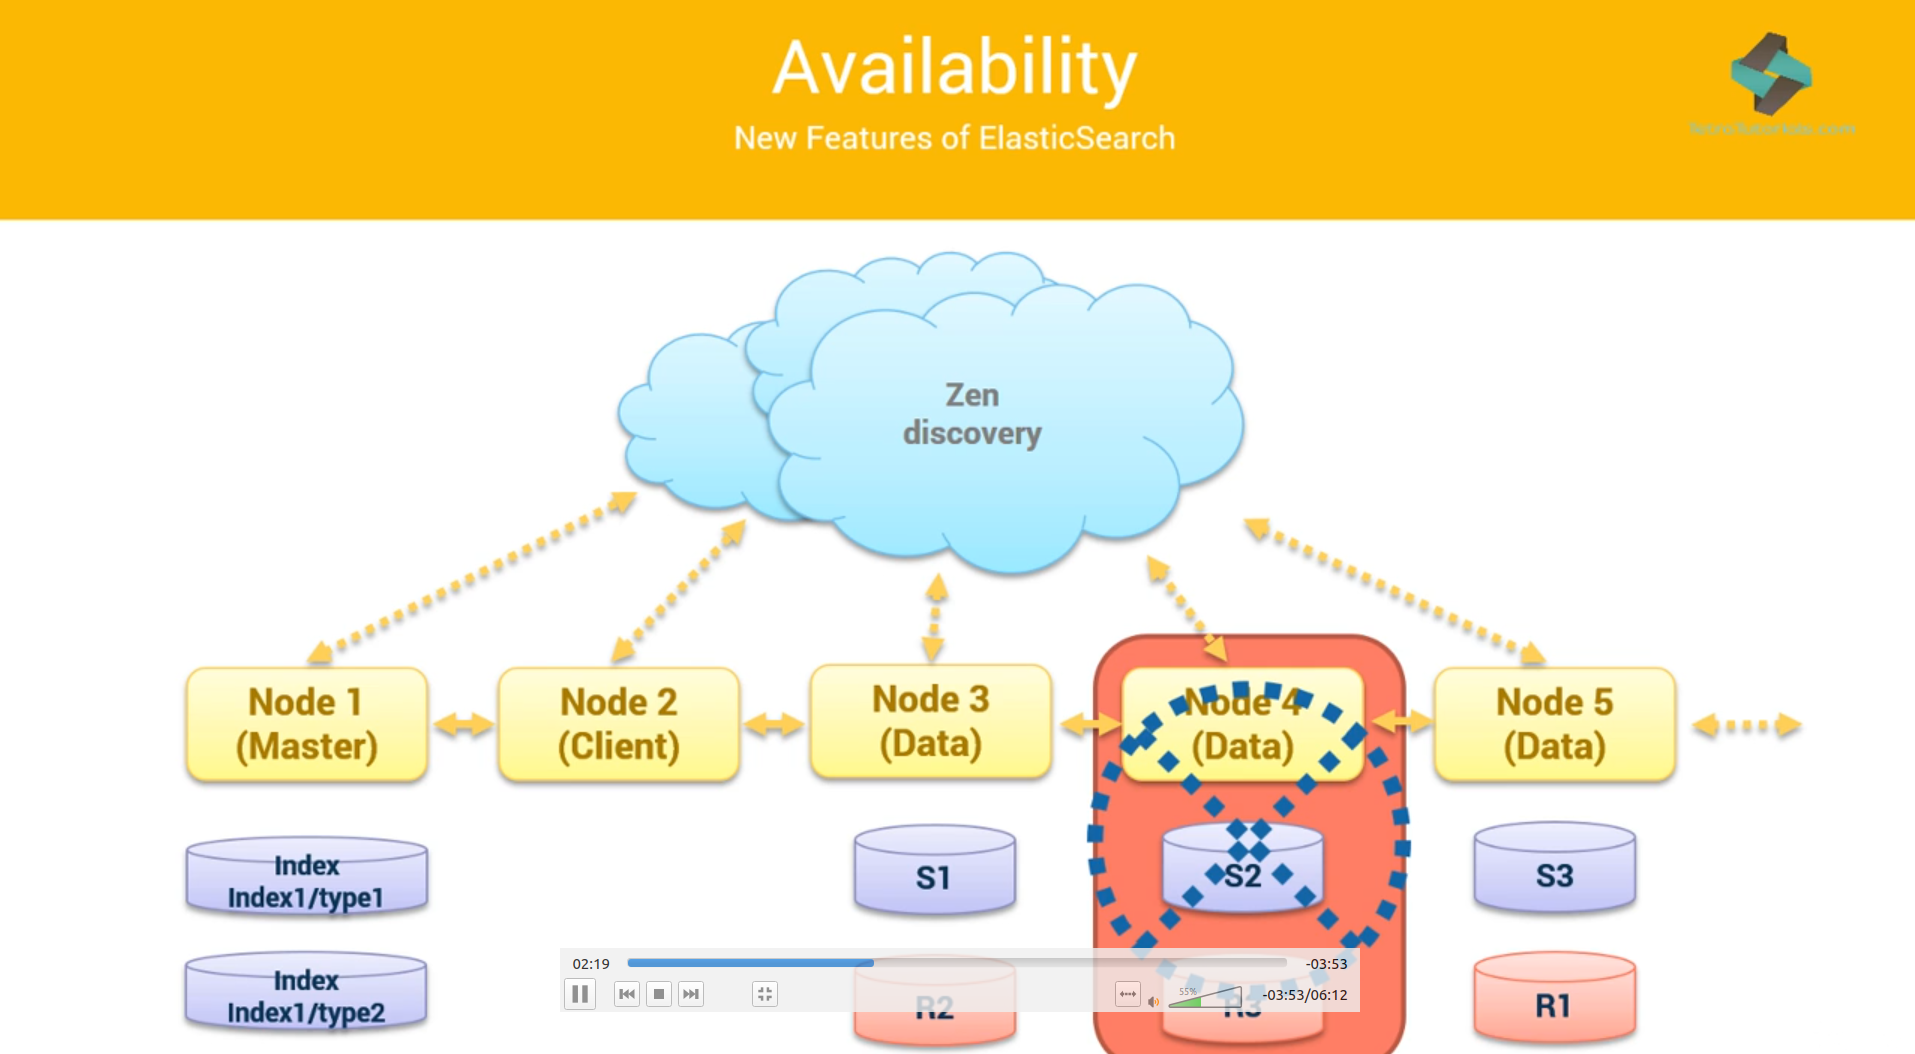 Availability
New Features of ElasticSearch
Zen
discovery
Node 1
(Master)
Node 2
(Client)
Node 3
(Data)
Node 4
(Data)
Node 5
(Data)
Index
Index1/type1
S1
S2
S3
Index
Index1/type2
R2
R3
R1
02:19
-03:53
55%
-03:53/06:12